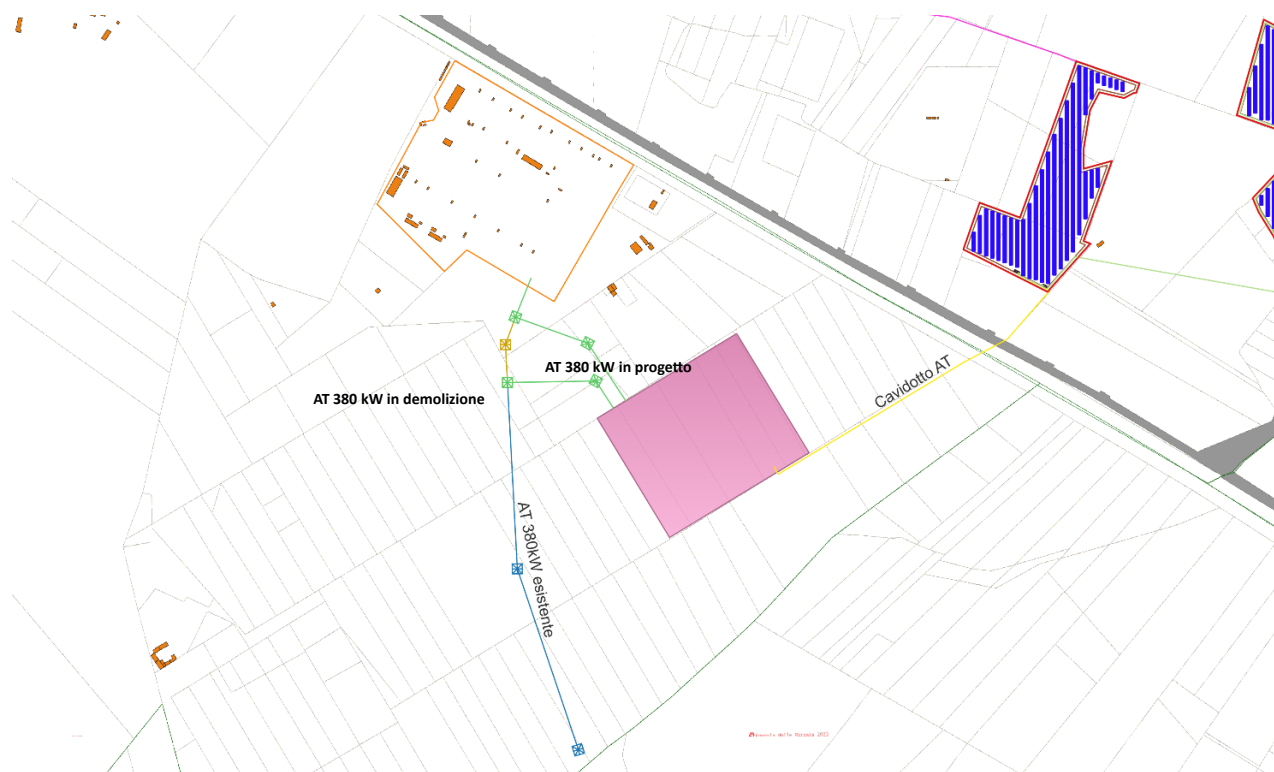 AT 380 kW in progetto
Cavidotto AT
AT 380 kW in demolizione
AT 380kW esistente